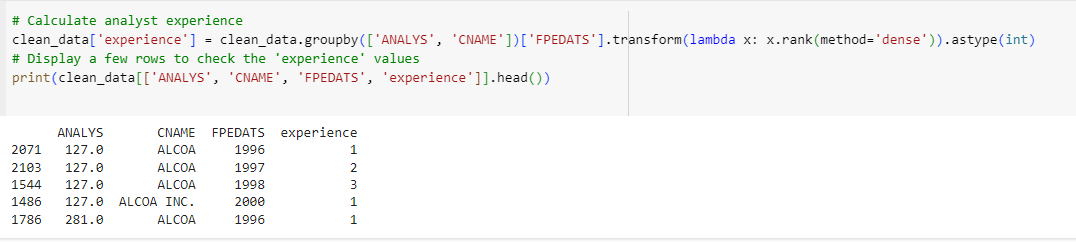 # Calculate analyst experience
clean_data['experience'] = clean_data.groupby(['ANALYS', 'CNAME'])['FPEDATS'].transform(lambda x: x.rank(method='dense')).astype(int)
# Display a few rows to check the 'experience' values
print(clean_data[['ANALYS', 'CNAME', 'FPEDATS', 'experience']].head())
ANALYS CNAME FPEDATS experience
2071 127.0 ALCOA 1996 1
2103 127.0 ALCOA 1997 2
1544 127.0 ALCOA 1998 3
1486 127.0 ALCOA INC. 2000 1
1786 281.0 ALCOA 1996 1